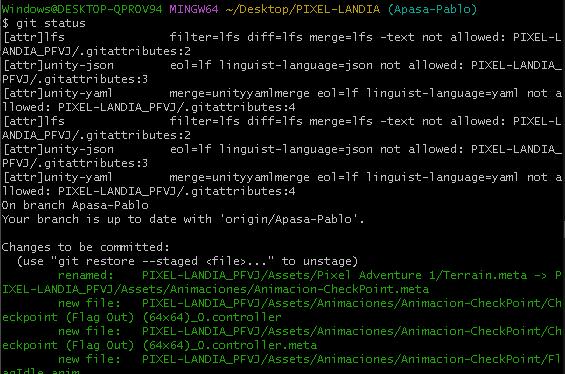 Windows@DESKTOP-QPROV94 MINGW64 ~/Desktop/PIXEL-LANDIA (Apasa-Pablo)
$ git status
[attr]lfs            filter=lfs diff=lfs merge=lfs -text not allowed: PIXEL-L
ANDIA_PFVJ/.gitattributes:2
[attr]unity-json     eol=lf linguist-language=json not allowed: PIXEL-LANDIA_
PFVJ/.gitattributes:3
[attr]unity-yaml     merge=unityyamlmerge eol=lf linguist-language=yaml not a
llowed: PIXEL-LANDIA_PFVJ/.gitattributes:4
[attr]lfs            filter=lfs diff=lfs merge=lfs -text not allowed: PIXEL-L
ANDIA_PFVJ/.gitattributes:2
[attr]unity-json     eol=lf linguist-language=json not allowed: PIXEL-LANDIA_
PFVJ/.gitattributes:3
[attr]unity-yaml     merge=unityyamlmerge eol=lf linguist-language=yaml not a
llowed: PIXEL-LANDIA_PFVJ/.gitattributes:4
On branch Apasa-Pablo
Your branch is up to date with 'origin/Apasa-Pablo'.

Changes to be committed:
  (use "git restore --staged <file>..." to unstage)
        renamed:    PIXEL-LANDIA_PFVJ/Assets/Pixel Adventure 1/Terrain.meta -> P
IXEL-LANDIA_PFVJ/Assets/Animaciones/Animacion-CheckPoint.meta
        new file:   PIXEL-LANDIA_PFVJ/Assets/Animaciones/Animacion-CheckPoint/Ch
eckpoint (Flag Out) (64x64)_0.controller
        new file:   PIXEL-LANDIA_PFVJ/Assets/Animaciones/Animacion-CheckPoint/Ch
eckpoint (Flag Out) (64x64)_0.controller.meta
        new file:   PIXEL-LANDIA_PFVJ/Assets/Animaciones/Animacion-CheckPoint/Fl
agIdle.anim